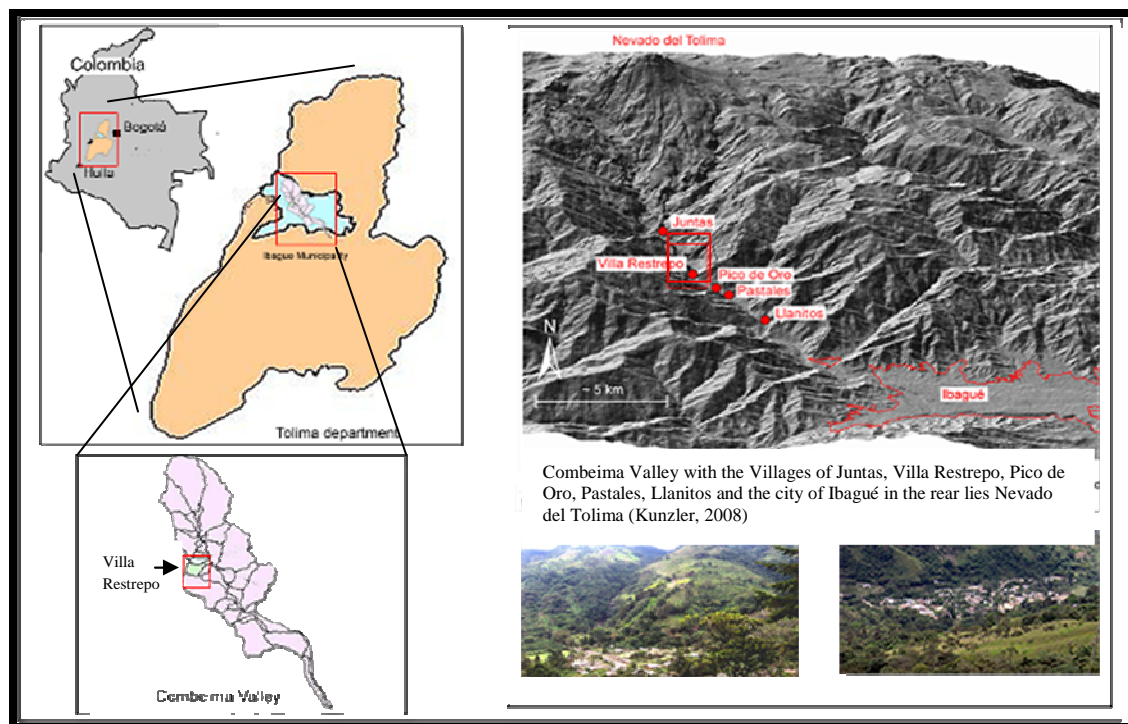 Colombia
Bogotá
Huila
Ibague Municipality
Tolima department
Villa
Restrepo
Combeima Valley
Nevado del Tolima
Juntas
Villa Restrepo
Pico de Oro
Pastales
Llanitos
N
~ 5 km
Ibagué
Combeima Valley with the Villages of Juntas, Villa Restrepo, Pico de
Oro, Pastales, Llanitos and the city of Ibagué in the rear lies Nevado
del Tolima (Kunzler, 2008)